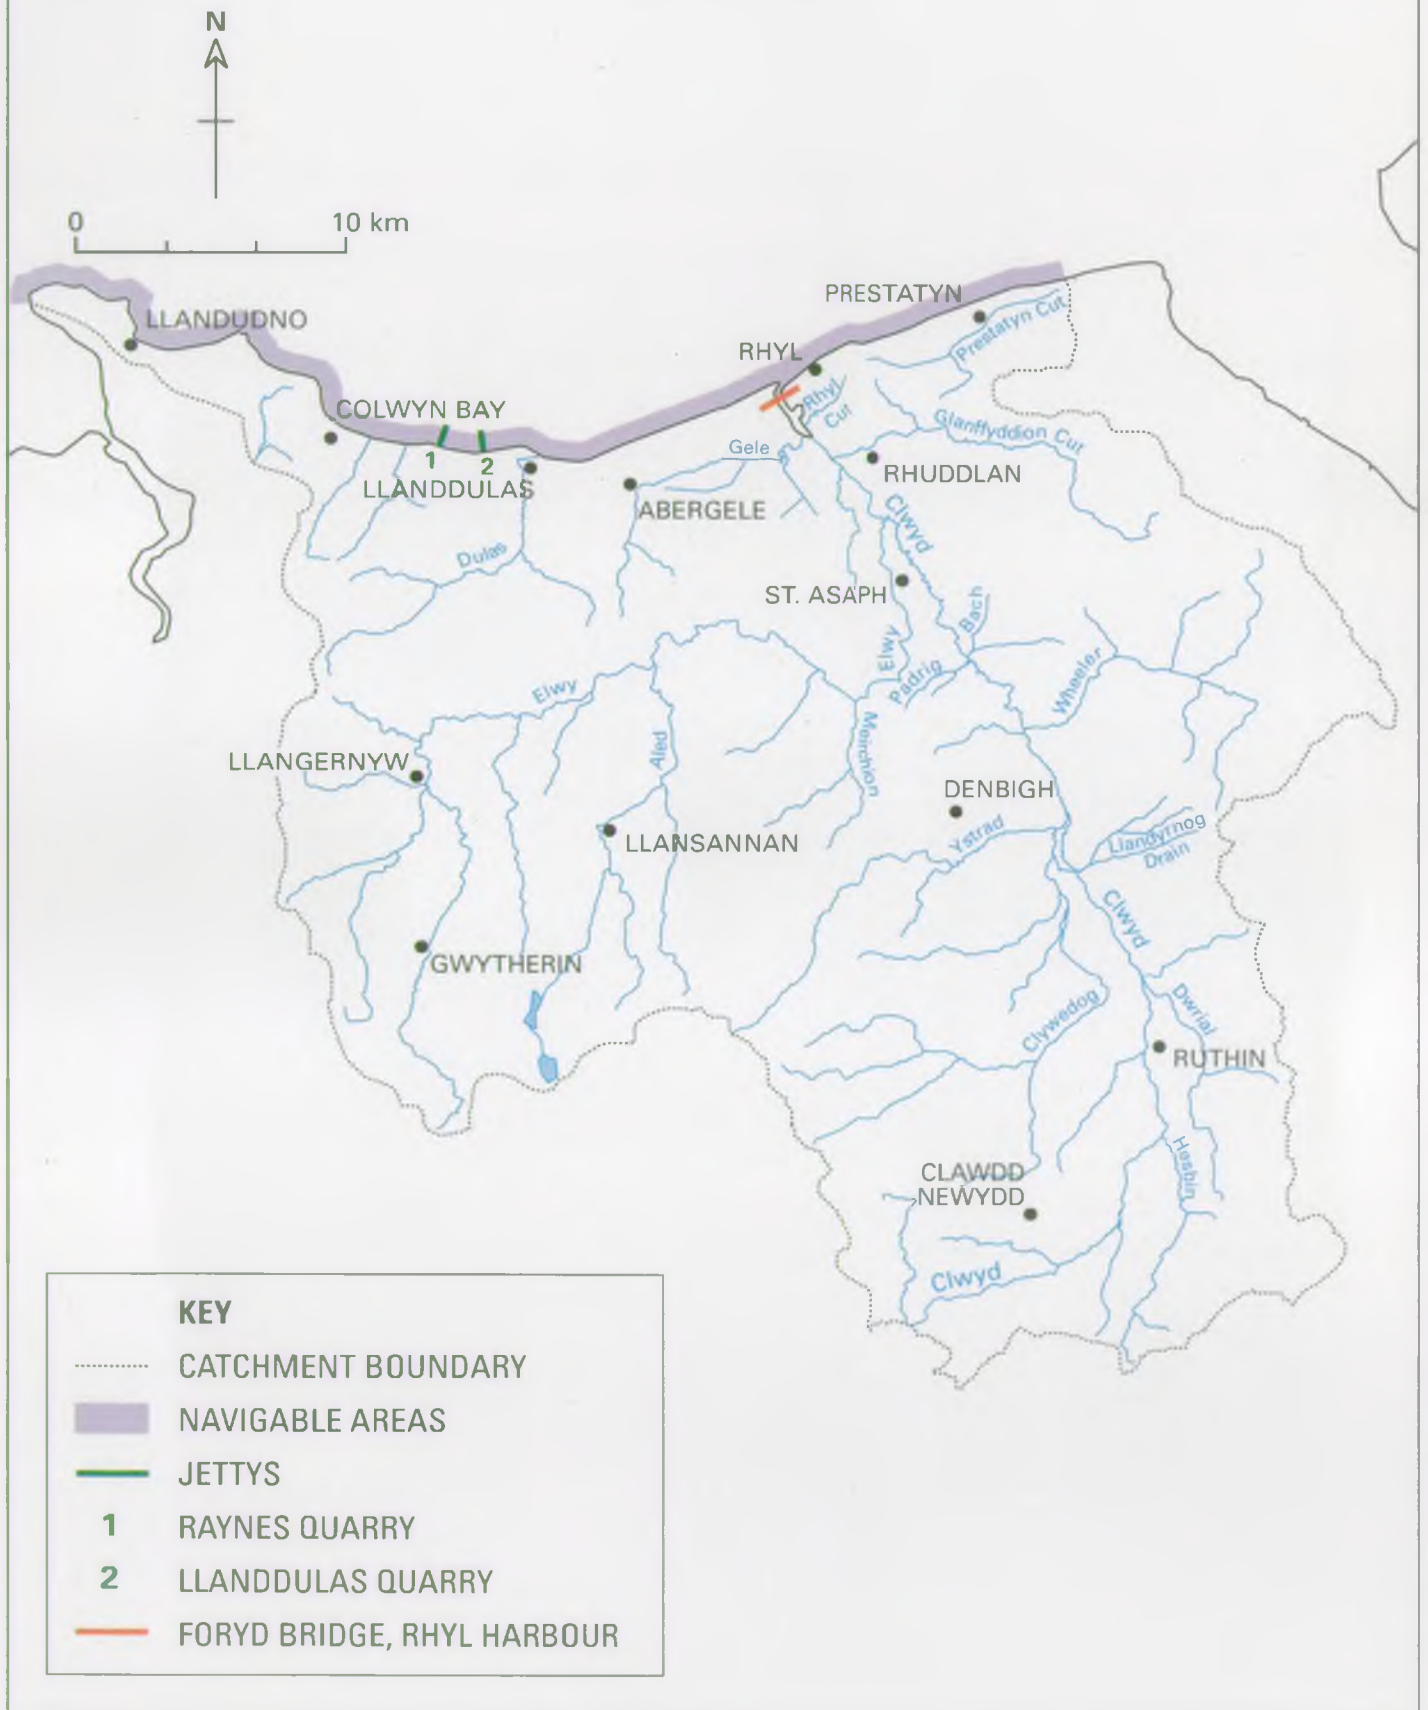 N
0 10 km
LLANDUDNO
PRESTATYN
Prestatyn Cut
RHYL
Rhyl
Cut
COLWYN BAY
1 2
LLANDDULAS
Gele
Glanffyddion Cut
RHUDDLAN
ABERGELE
Clwyd
Dulas
ST. ASAPH
Bach
Elwy
Padrig
Wheeler
Elwy
Meirchion
Aled
LLANGERNYW
DENBIGH
LLANSANNAN
Ystrad
Llandyrnog
Drain
Clwyd
GWYTHERIN
Dwrial
Clywedog
RUTHIN
Hesbin
CLAWDD
NEWYDD
Clwyd
KEY
CATCHMENT BOUNDARY
NAVIGABLE AREAS
JETTYS
1 RAYNES QUARRY
2 LLANDDULAS QUARRY
FORYD BRIDGE, RHYL HARBOUR